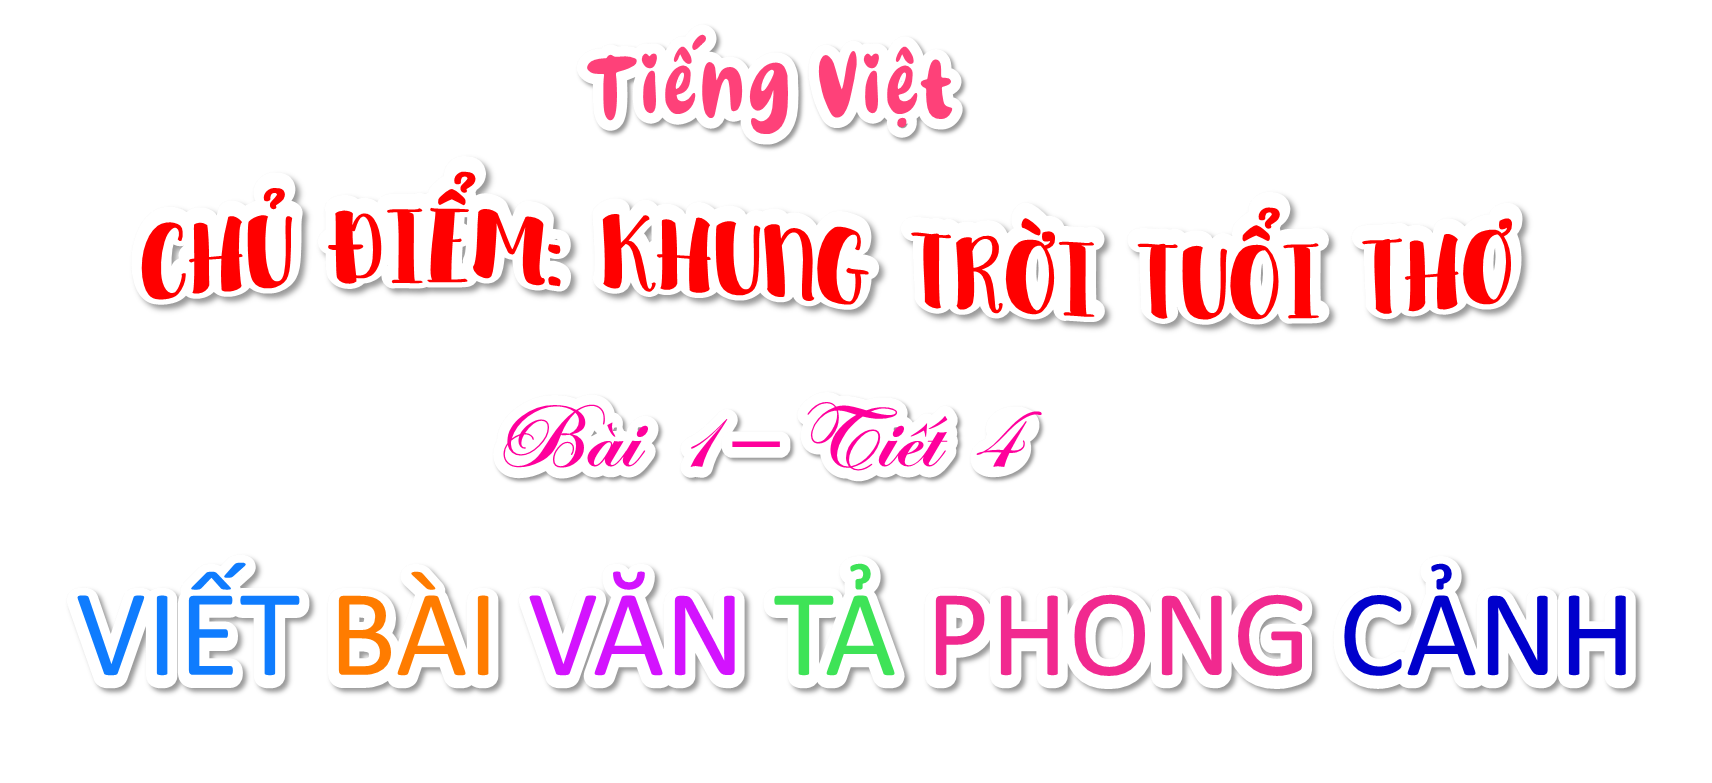 Tiếng Việt
CHỦ ĐIỂM: KHUNG TRỜI TUỔI THƠ
Bài 1– Tiết 4
VIẾT BÀI VĂN TẢ PHONG CẢNH